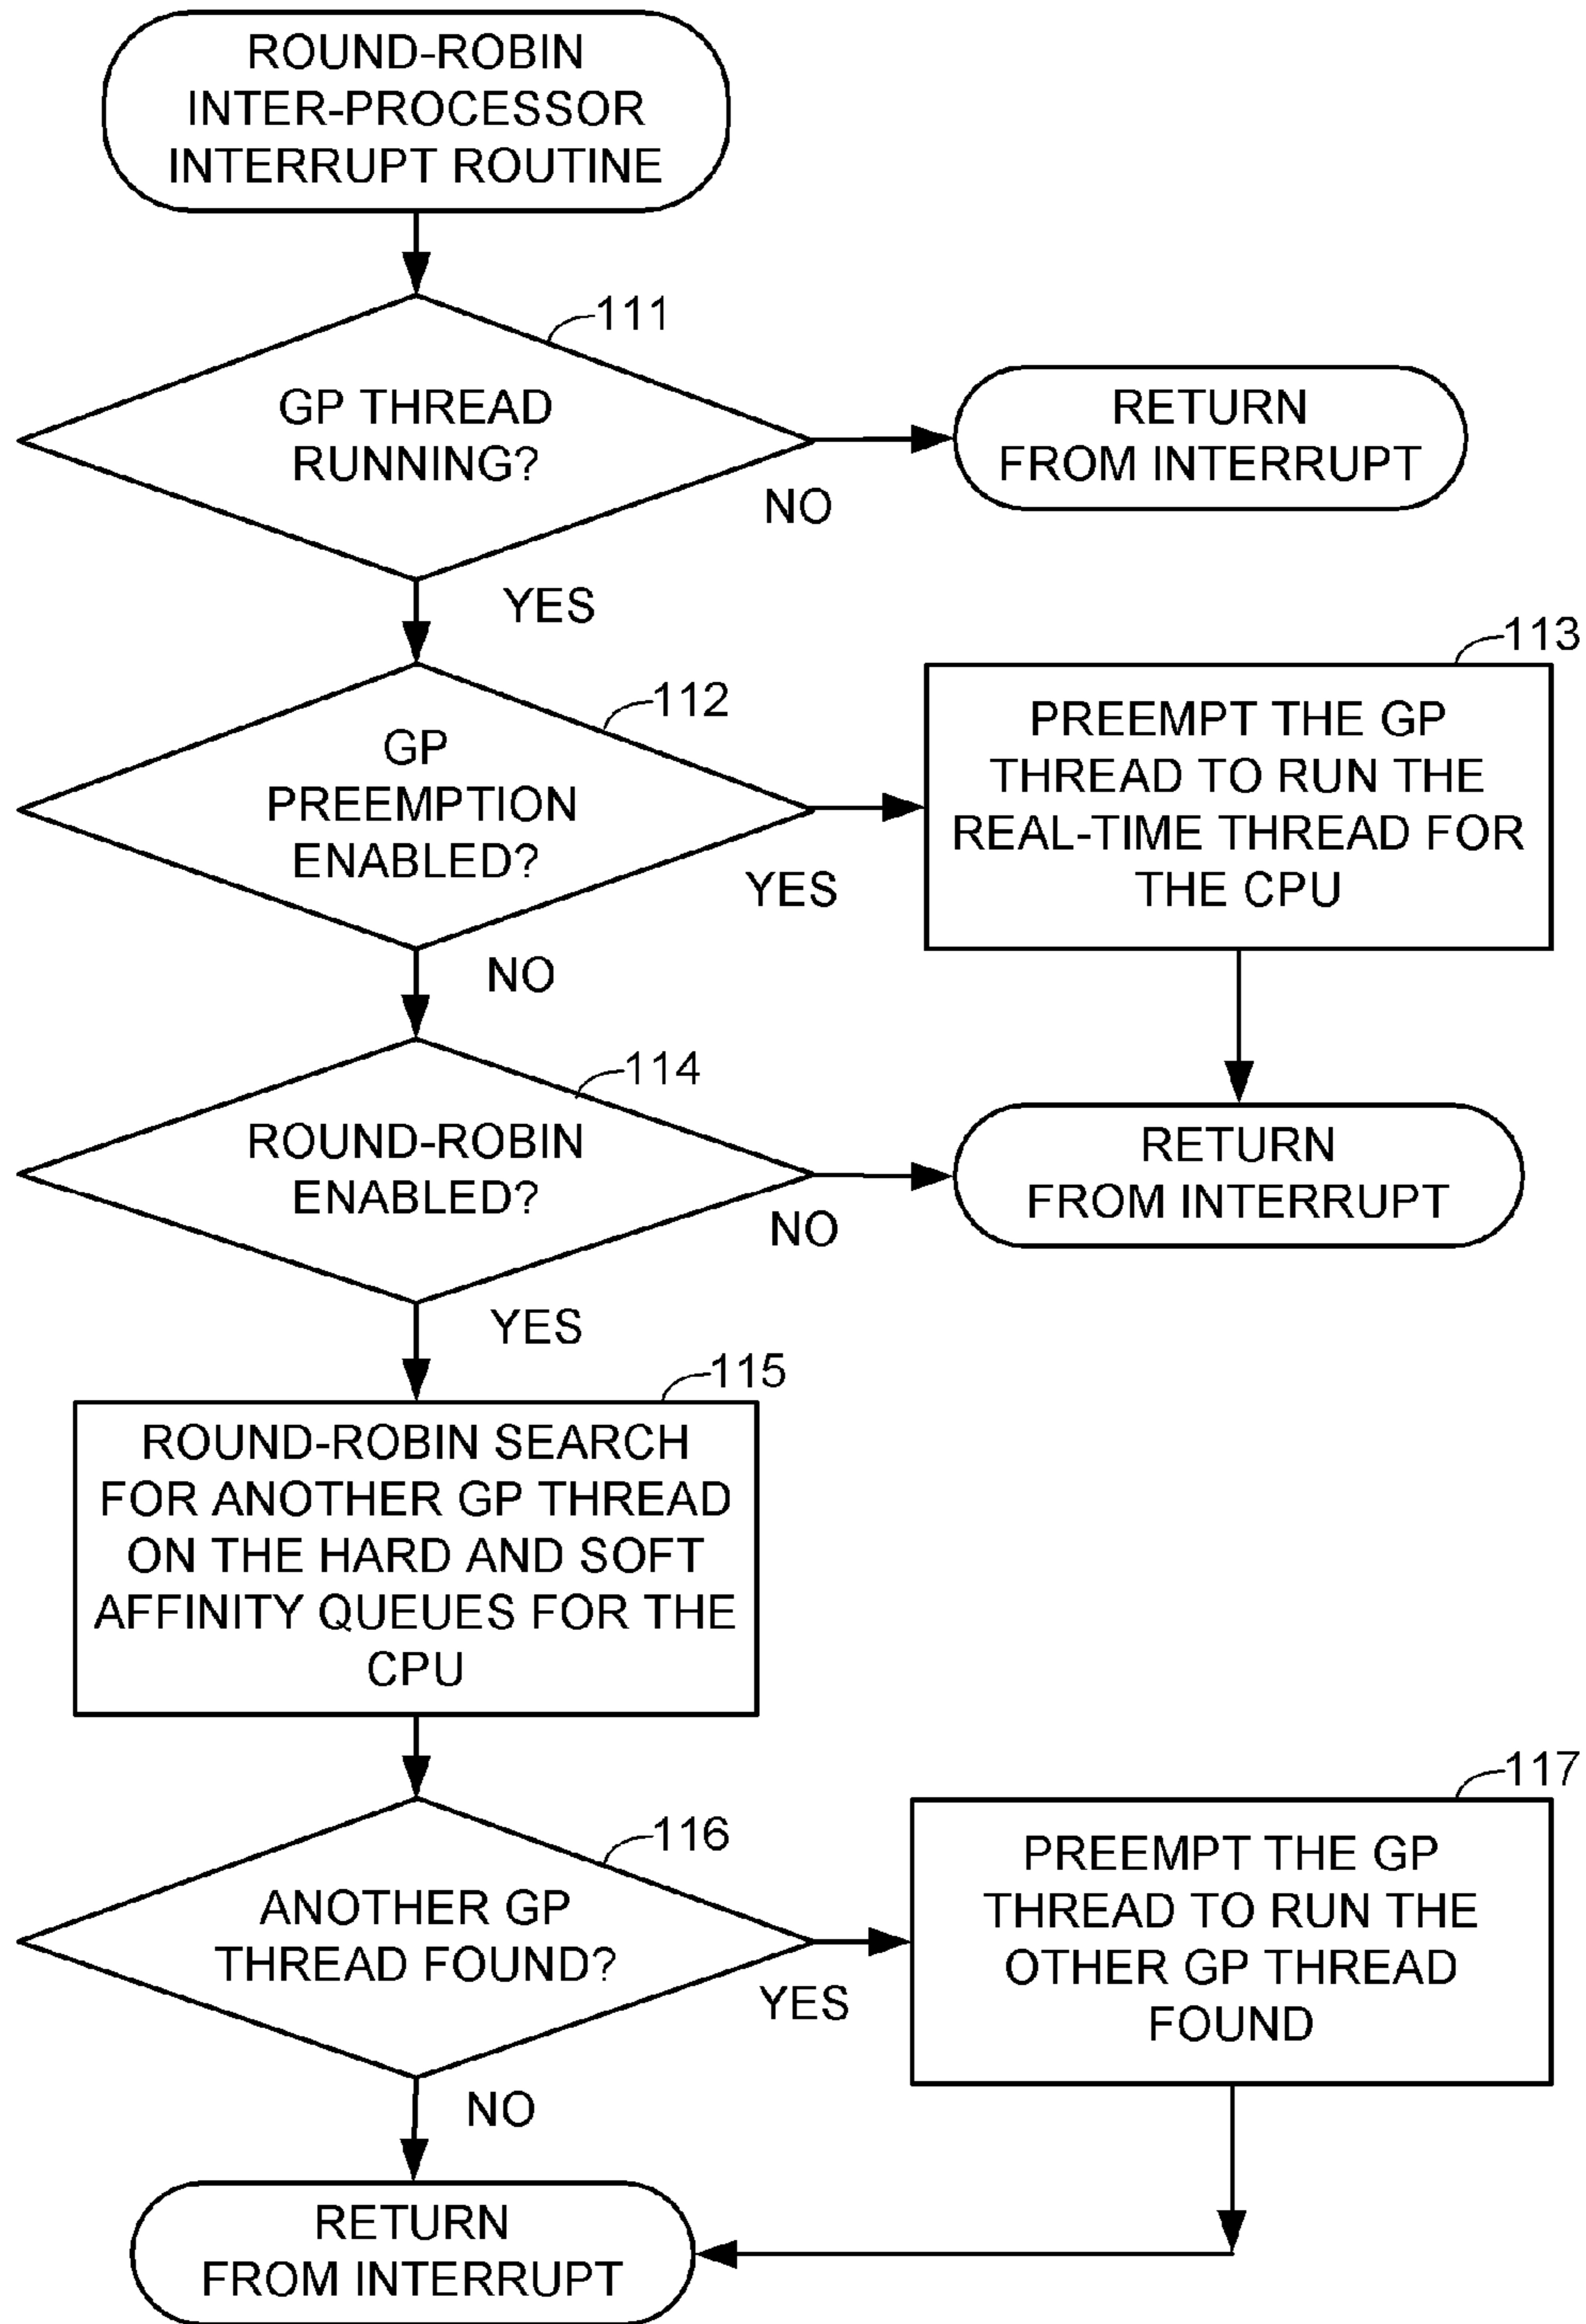 ROUND-ROBIN
INTER-PROCESSOR
INTERRUPT ROUTINE
111
GP THREAD
RUNNING?
NO
RETURN
FROM INTERRUPT
YES
112
GP
PREEMPTION
ENABLED?
YES
113
PREEMPT THE GP
THREAD TO RUN THE
REAL-TIME THREAD FOR
THE CPU
NO
114
ROUND-ROBIN
ENABLED?
NO
RETURN
FROM INTERRUPT
YES
115
ROUND-ROBIN SEARCH
FOR ANOTHER GP THREAD
ON THE HARD AND SOFT
AFFINITY QUEUES FOR THE
CPU
116
ANOTHER GP
THREAD FOUND?
YES
117
PREEMPT THE GP
THREAD TO RUN THE
OTHER GP THREAD
FOUND
NO
RETURN
FROM INTERRUPT